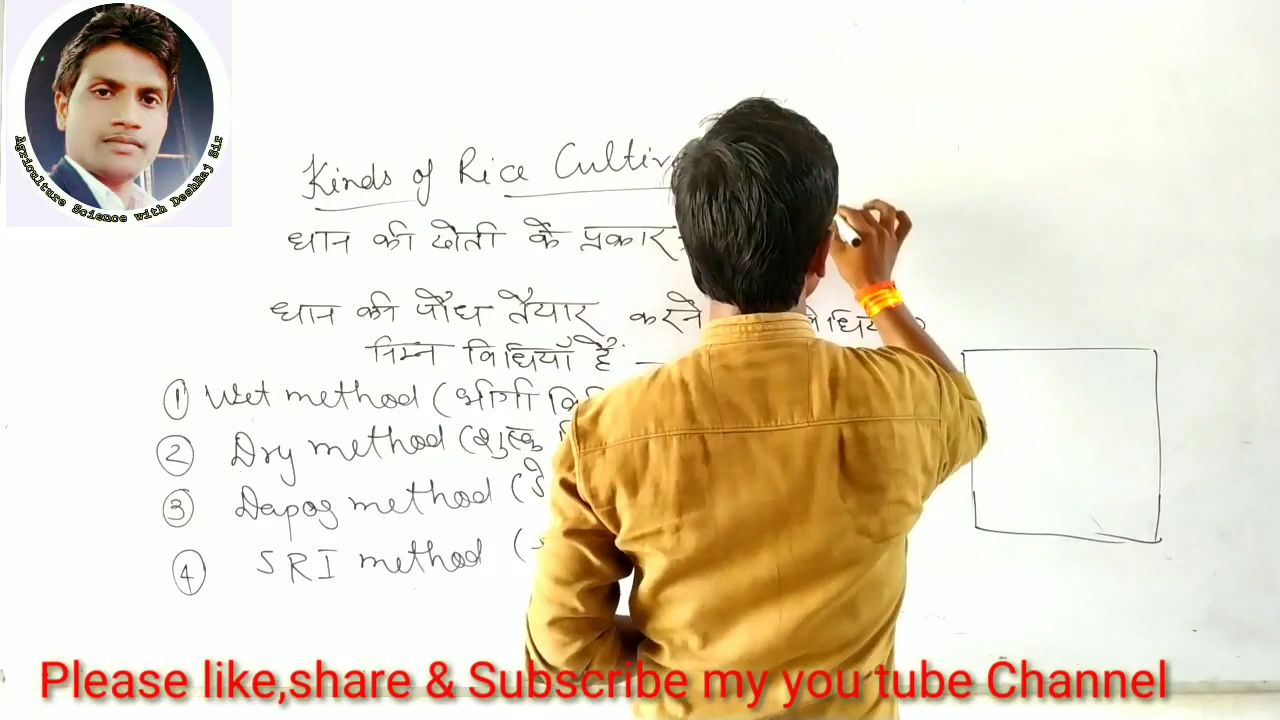 Agriculture Science with DeshRaj Sir
Kinds of Rice Cultiv
धान की खेती के प्रकार
धान की पौध तैयार करने
निम्न विधियाँ हैं
① Wet method (भीगी वि
② Dry method (शुष्क
③ Dapog method (डे
④ SRI method (
Please like,share & Subscribe my you tube Channel